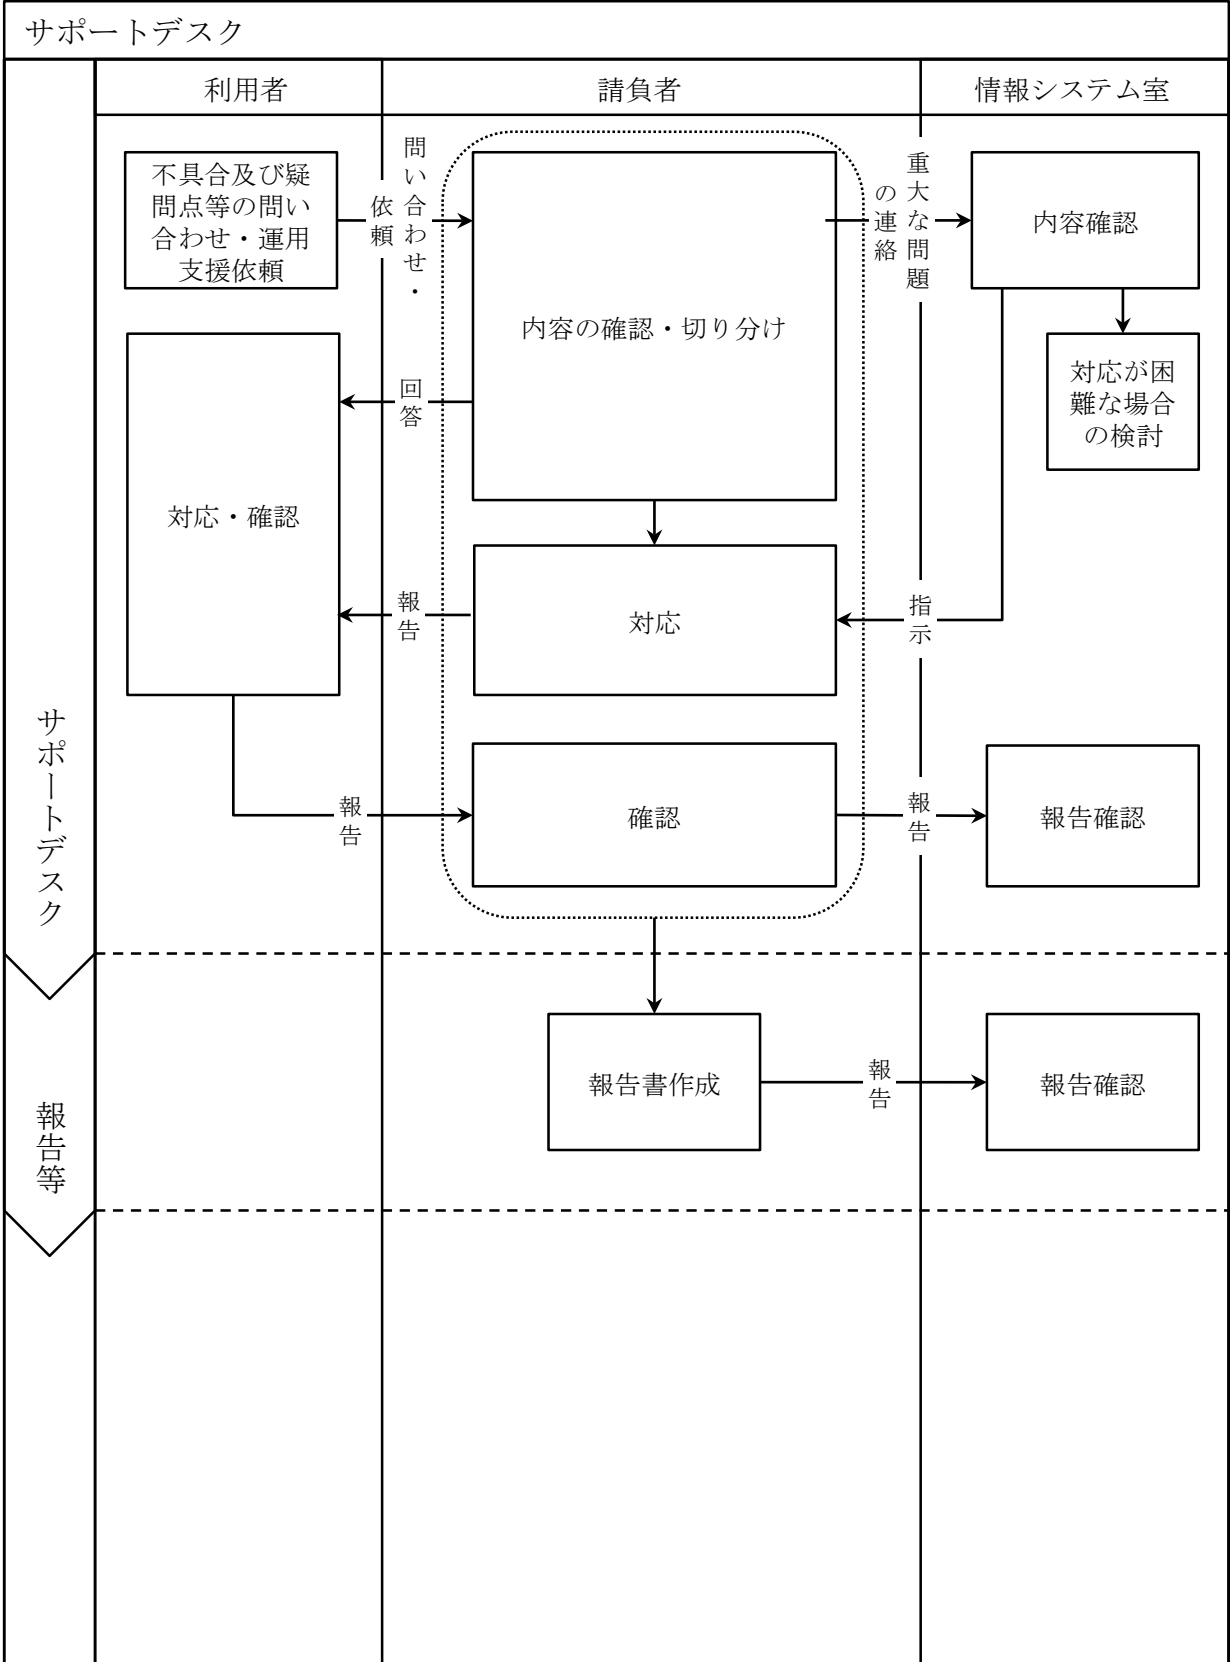 サポートデスク
利用者
請負者
情報システム室
不具合及び疑
問点等の問い
合わせ・運用
支援依頼
問い合わせ・
依頼
内容の確認・切り分け
重大な問題
の連絡
内容確認
対応が困
難な場合
の検討
回答
対応・確認
報告
対応
指示
サポートデスク
報告
確認
報告
報告確認
報告等
報告書作成
報告
報告確認